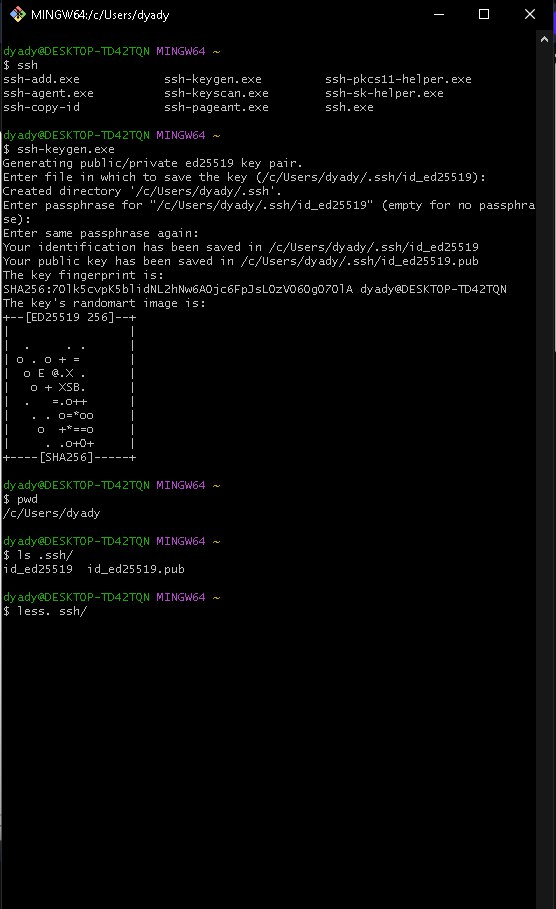 MINGW64:/c/Users/dyady
dyady@DESKTOP-TD42TQN MINGW64 ~
$ ssh
ssh-add.exe            ssh-keygen.exe         ssh-pkcs11-helper.exe
ssh-agent.exe          ssh-keyscan.exe        ssh-sk-helper.exe
ssh-copy-id            ssh-pageant.exe        ssh.exe
dyady@DESKTOP-TD42TQN MINGW64 ~
$ ssh-keygen.exe
Generating public/private ed25519 key pair.
Enter file in which to save the key (/c/Users/dyady/.ssh/id_ed25519):
Created directory '/c/Users/dyady/.ssh'.
Enter passphrase for "/c/Users/dyady/.ssh/id_ed25519" (empty for no passphra
se):
Enter same passphrase again:
Your identification has been saved in /c/Users/dyady/.ssh/id_ed25519
Your public key has been saved in /c/Users/dyady/.ssh/id_ed25519.pub
The key fingerprint is:
SHA256: dyady@DESKTOP-TD42TQN
The key's randomart image is:
+--[ED25519 256]--+
|                 |
|  .     . .      |
| o . o + =       |
|  o E @.X .      |
|   o + XSB.      |
|  .   =.o++      |
|   . . o=*oo     |
|    o  +*==o     |
|     . .o+O+     |
+----[SHA256]-----+
dyady@DESKTOP-TD42TQN MINGW64 ~
$ pwd
/c/Users/dyady
dyady@DESKTOP-TD42TQN MINGW64 ~
$ ls .ssh/
id_ed25519  id_ed25519.pub
dyady@DESKTOP-TD42TQN MINGW64 ~
$ less. ssh/